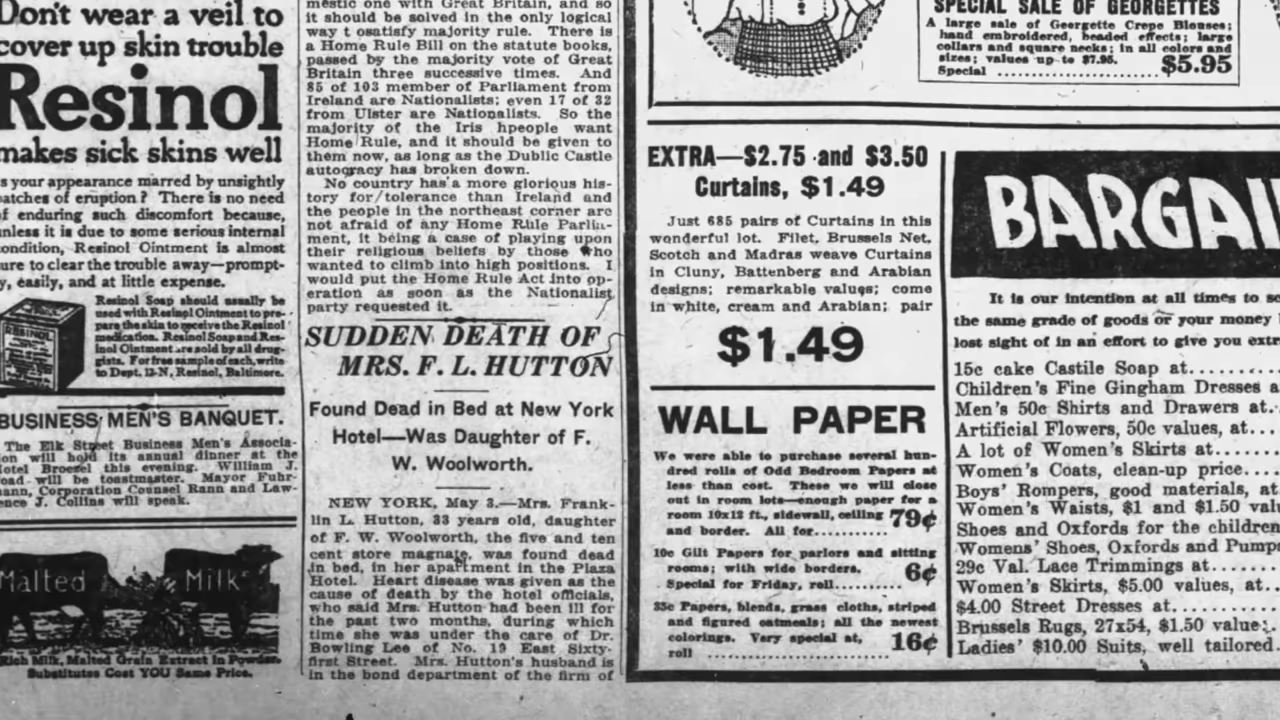 Don't wear a veil to
cover up skin trouble
Resinol
makes sick skins well
s your appearance marred by unsightly
atches of eruption? There is no need
f enduring such discomfort because,
nless it is due to some serious internal
ondition, Resinol Ointment is almost
ure to clear the trouble away—prompt-
y, easily, and at little expense.
Resinol Soap should usually be
used with Resinol Ointment to pre-
pare the skin to receive the Resinol
medication. Resinol Soap and Res-
inol Ointment are sold by all drug-
gists. For free sample of each, write
to Dept. 12-N, Resinol, Baltimore.
RESINOL
BUSINESS MEN'S BANQUET.
The Elk Street Business Men's Associa-
on will hold its annual dinner at the
otel Broezel this evening. William J.
oad will be toastmaster. Mayor Fuhr-
ann, Corporation Counsel Rann and Law-
ence J. Collins will speak.
Malted Milk
Rich Milk, Malted Grain Extract in Powder.
Substitutes Cost YOU Same Price.
mestic one with Great Britain, and so
it should be solved in the only logical
way t osatisfy majority rule. There is
a Home Rule Bill on the statute books,
passed by the majority vote of Great
Britain three successive times. And
85 of 103 member of Parliament from
Ireland are Nationalists; even 17 of 32
from Ulster are Nationalists. So the
majority of the Iris hpeople want
Home Rule, and it should be given to
them now, as long as the Dublic Castle
autogracy has broken down.
No country has a more glorious his-
tory for tolerance than Ireland and
the people in the northeast corner are
not afraid of any Home Rule Parlia-
ment, it being a case of playing upon
their religious beliefs by those who
wanted to climb into high positions. I
would put the Home Rule Act into op-
eration as soon as the Nationalist
party requested it.
SUDDEN DEATH OF
MRS. F. L. HUTTON
Found Dead in Bed at New York
Hotel—Was Daughter of F.
W. Woolworth.
NEW YORK, May 3.—Mrs. Frank-
lin L. Hutton, 33 years old, daughter
of F. W. Woolworth, the five and ten
cent store magnate, was found dead
in bed, in her apartment in the Plaza
Hotel. Heart disease was given as the
cause of death by the hotel officials,
who said Mrs. Hutton had been ill for
the past two months, during which
time she was under the care of Dr.
Bowling Lee of No. 19 East Sixty-
first Street. Mrs. Hutton's husband is
in the bond department of the firm of
SPECIAL SALE OF GEORGETTES
A large sale of Georgette Crepe Blouses;
hand embroidered, beaded effects; large
collars and square necks; in all colors and
sizes; values up to $7.95.
Special ........................ $5.95
EXTRA—$2.75 and $3.50
Curtains, $1.49
Just 685 pairs of Curtains in this
wonderful lot. Filet, Brussels Net,
Scotch and Madras weave Curtains
in Cluny, Battenberg and Arabian
designs; remarkable values; come
in white, cream and Arabian; pair
$1.49
WALL PAPER
We were able to purchase several hun-
dred rolls of Odd Bedroom Papers at
less than cost. These we will close
out in room lots—enough paper for a
room 10x12 ft., sidewall, ceiling
and border. All for........... 79¢
10c Gilt Papers for parlors and sitting
rooms; with wide borders.
Special for Friday, roll.......... 6¢
35c Papers, blends, grass cloths, striped
and figured oatmeals; all the newest
colorings. Very special at,
roll ........................ 16¢
BARGAI
It is our intention at all times to se
the same grade of goods or your money
lost sight of in an effort to give you extr
15c cake Castile Soap at..........
Children's Fine Gingham Dresses a
Men's 50c Shirts and Drawers at..
Artificial Flowers, 50c values, at...
A lot of Women's Skirts at........
Women's Coats, clean-up price....
Boys' Rompers, good materials, at
Women's Waists, $1 and $1.50 valu
Shoes and Oxfords for the children
Womens' Shoes, Oxfords and Pump
29c Val. Lace Trimmings at.......
Women's Skirts, $5.00 values, at..
$4.00 Street Dresses at...........
Brussels Rugs, 27x54, $1.50 value..
Ladies' $10.00 Suits, well tailored.